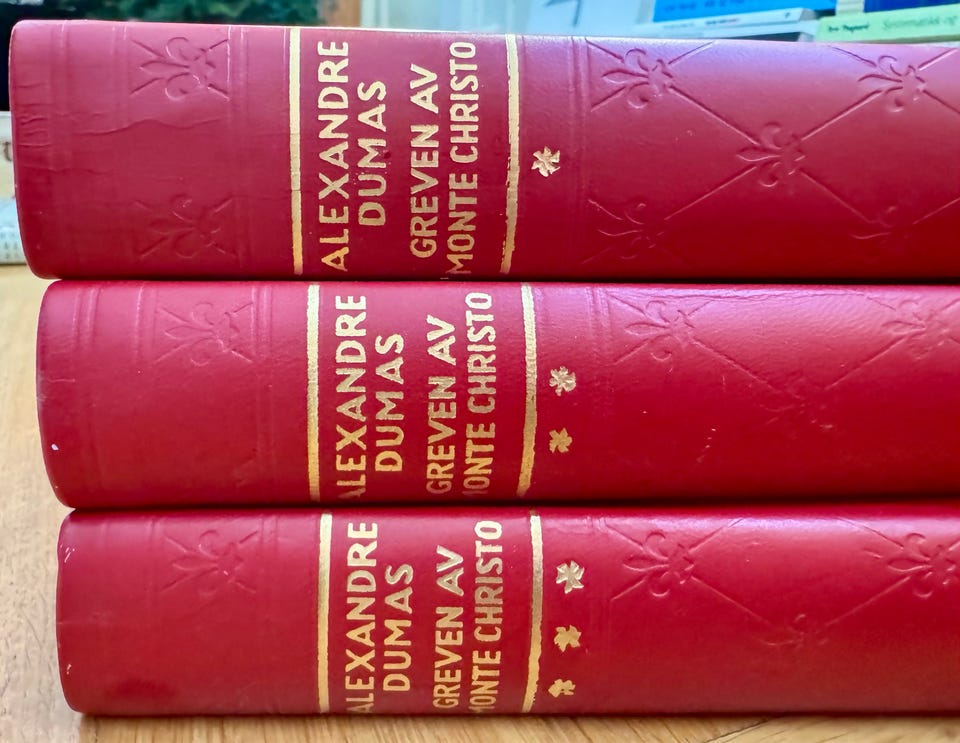 ALEXANDRE
DUMAS
GREVEN AV
MONTE CHRISTO
ALEXANDRE
DUMAS
GREVEN AV
MONTE CHRISTO
ALEXANDRE
DUMAS
GREVEN AV
MONTE CHRISTO